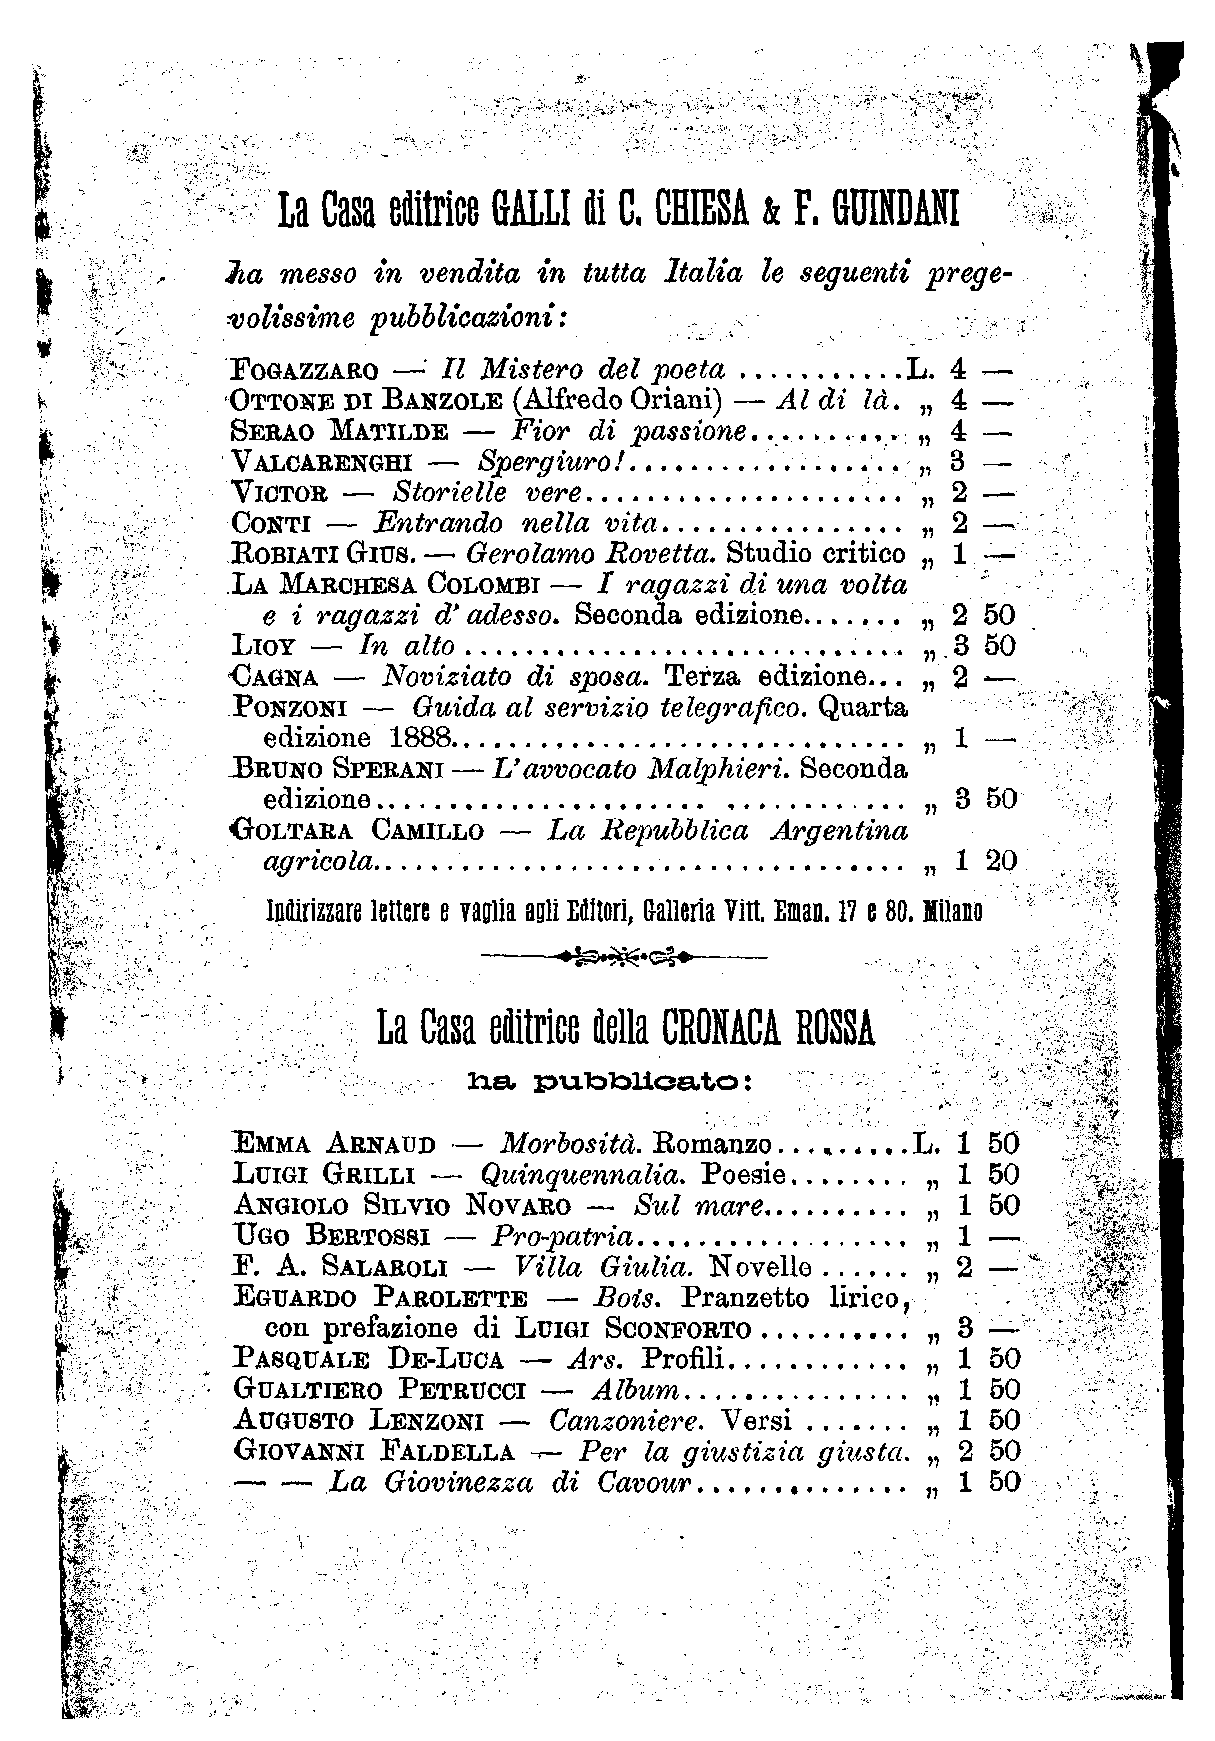 La Casa editrice GALLI di C. CHIESA & F. GUINDANI
ha messo in vendita in tutta Italia le seguenti prege-
volissime pubblicazioni:
FOGAZZARO — Il Mistero del poeta ........... L. 4 —
OTTONE DI BANZOLE (Alfredo Oriani) — Al di là. „ 4 —
SERAO MATILDE — Fior di passione.......... „ 4 —
VALCARENGHI — Spergiuro!.................. „ 3 —
VICTOR — Storielle vere..................... „ 2 —
CONTI — Entrando nella vita................ „ 2 —
ROBIATI GIUS. — Gerolamo Rovetta. Studio critico „ 1 —
LA MARCHESA COLOMBI — I ragazzi di una volta
e i ragazzi d' adesso. Seconda edizione....... „ 2 50
LIOY — In alto ............................. „ 3 50
CAGNA — Noviziato di sposa. Terza edizione... „ 2 —
PONZONI — Guida al servizio telegrafico. Quarta
edizione 1888.............................. „ 1 —
BRUNO SPERANI — L'avvocato Malphieri. Seconda
edizione................................... „ 3 50
GOLTARA CAMILLO — La Repubblica Argentina
agricola................................... „ 1 20
Indirizzare lettere e vaglia agli Editori, Galleria Vitt. Eman. 17 e 80. Milano
La Casa editrice della CRONACA ROSSA
ha pubblicato:
EMMA ARNAUD — Morbosità. Romanzo......... L. 1 50
LUIGI GRILLI — Quinquennalia. Poesie........ „ 1 50
ANGIOLO SILVIO NOVARO — Sul mare.......... „ 1 50
UGO BERTOSSI — Pro-patria.................. „ 1 —
F. A. SALAROLI — Villa Giulia. Novelle ...... „ 2 —
EGUARDO PAROLETTE — Bois. Pranzetto lirico,
con prefazione di LUIGI SCONFORTO .......... „ 3 —
PASQUALE DE-LUCA — Ars. Profili............ „ 1 50
GUALTIERO PETRUCCI — Album............... „ 1 50
AUGUSTO LENZONI — Canzoniere. Versi ....... „ 1 50
GIOVANNI FALDELLA — Per la giustizia giusta. „ 2 50
— — La Giovinezza di Cavour.............. „ 1 50